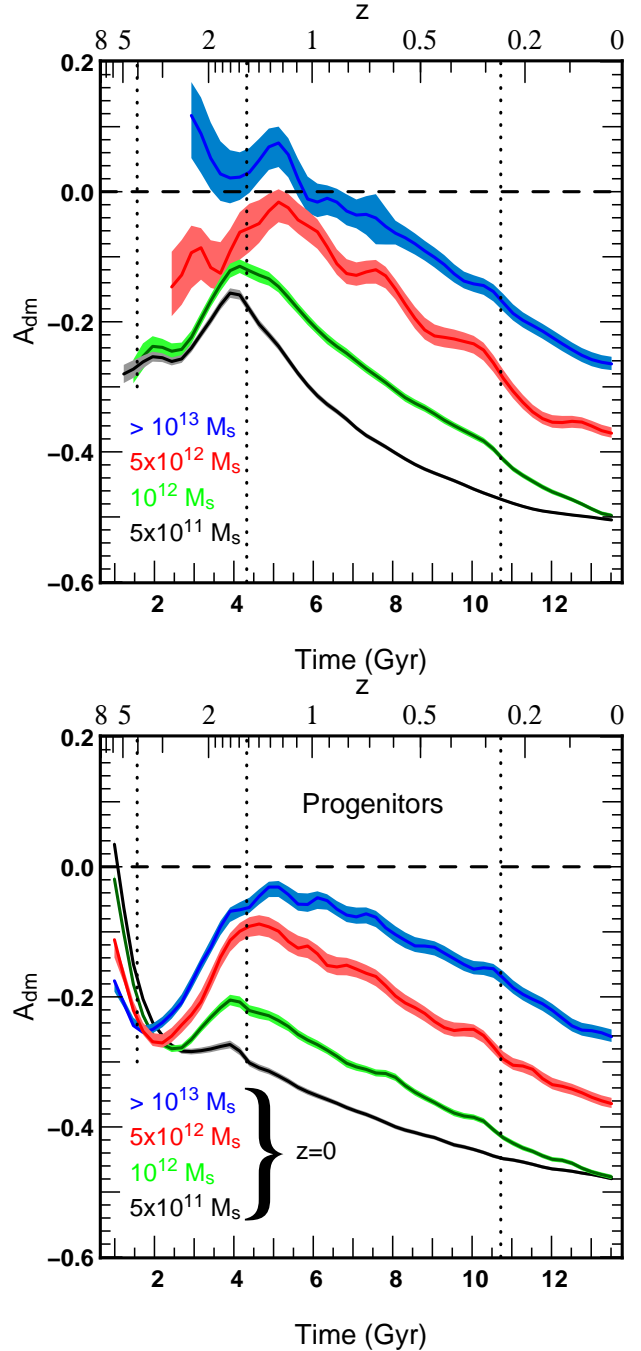 z
8 5 2 1 0.5 0.2 0
0.2
0.0
−0.2
−0.4
−0.6
A_dm
> 10^13 M_s
5x10^12 M_s
10^12 M_s
5x10^11 M_s
2 4 6 8 10 12
Time (Gyr)
z
8 5 2 1 0.5 0.2 0
0.2
Progenitors
0.0
−0.2
−0.4
−0.6
A_dm
> 10^13 M_s
5x10^12 M_s
10^12 M_s
5x10^11 M_s
} z=0
2 4 6 8 10 12
Time (Gyr)